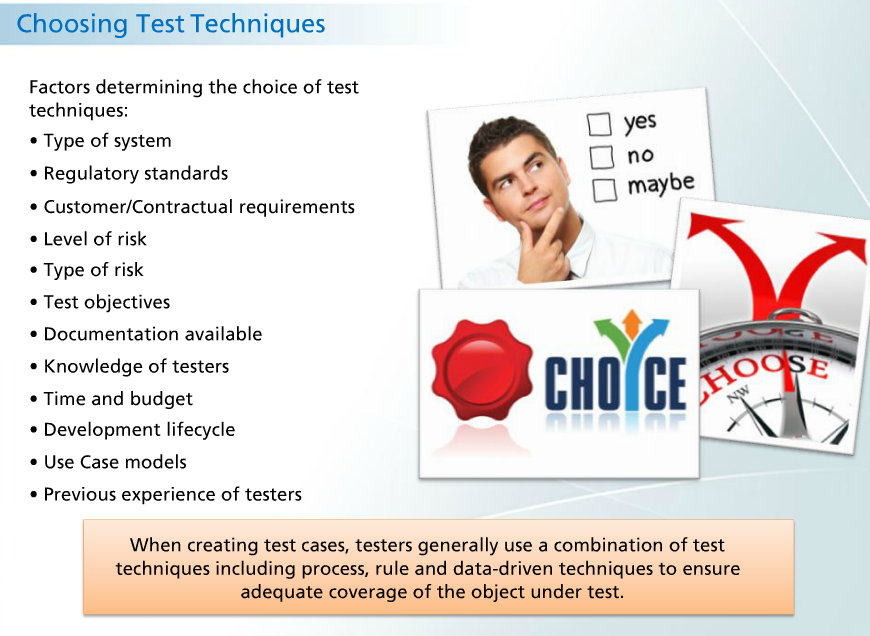 Choosing Test Techniques
Factors determining the choice of test
techniques:
• Type of system
• Regulatory standards
• Customer/Contractual requirements
• Level of risk
• Type of risk
• Test objectives
• Documentation available
• Knowledge of testers
• Time and budget
• Development lifecycle
• Use Case models
• Previous experience of testers
yes
no
maybe
CHOYCE
CHOOSE
NW
When creating test cases, testers generally use a combination of test
techniques including process, rule and data-driven techniques to ensure
adequate coverage of the object under test.